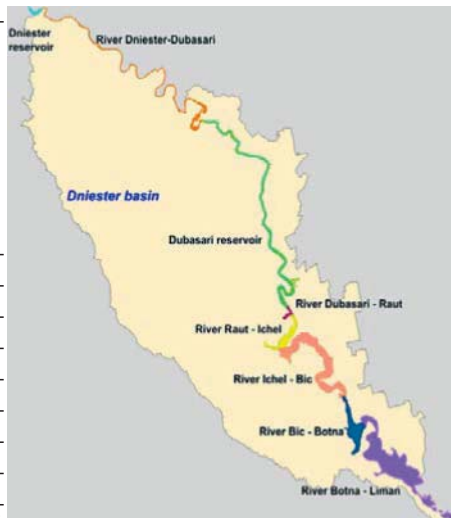 Dniester
reservoir
River Dniester-Dubasari
Dniester basin
Dubasari reservoir
River Dubasari - Raut
River Raut - Ichel
River Ichel - Bic
River Bic - Botna
River Botna - Liman